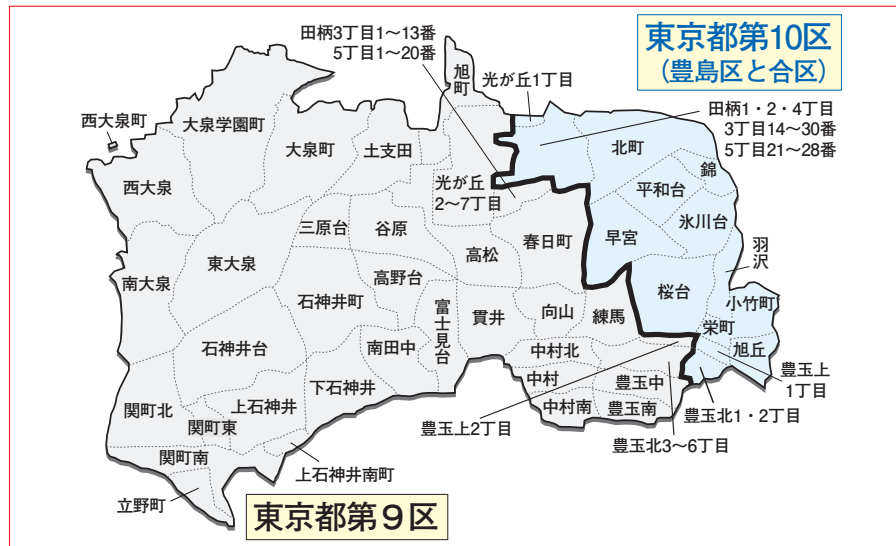 田柄3丁目1～13番
5丁目1～20番
東京都第10区
（豊島区と合区）
旭町
光が丘1丁目
西大泉町
大泉学園町
田柄1・2・4丁目
3丁目14～30番
5丁目21～28番
大泉町
土支田
北町
錦
西大泉
光が丘
2～7丁目
平和台
氷川台
三原台
谷原
春日町
早宮
羽沢
高松
南大泉
東大泉
高野台
桜台
石神井町
小竹町
富士見台
貫井
向山
練馬
栄町
石神井台
南田中
中村北
旭丘
下石神井
中村
豊玉中
豊玉上
1丁目
関町北
上石神井
中村南
豊玉南
豊玉北1・2丁目
関町東
豊玉上2丁目
豊玉北3～6丁目
関町南
上石神井南町
立野町
東京都第9区